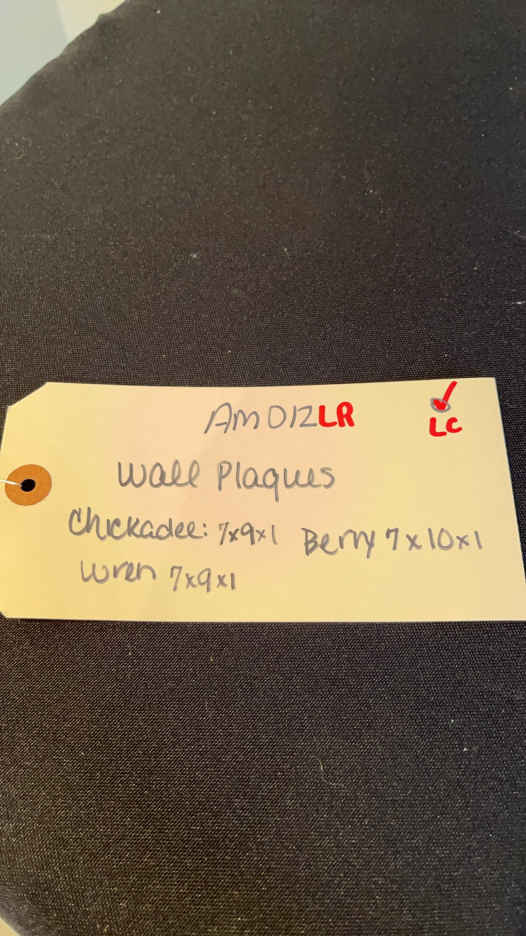 AM012LR ✓
LC
Wall Plaques
Chickadee: 7x9x1 Berry 7x10x1
Wren 7x9x1